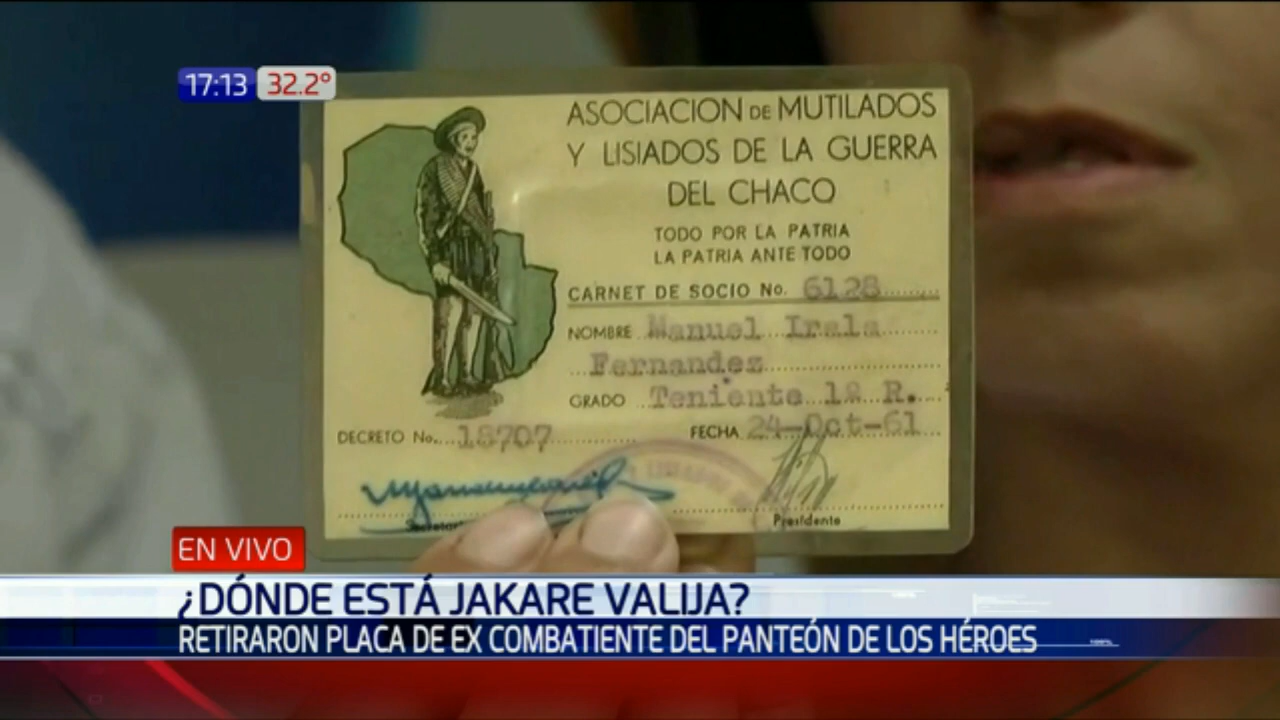 17:13 32.2°
ASOCIACION DE MUTILADOS
Y LISIADOS DE LA GUERRA
DEL CHACO
TODO POR LA PATRIA
LA PATRIA ANTE TODO
CARNET DE SOCIO No. 6128
NOMBRE Manuel Irala
Fernandez
GRADO Teniente 1º R.
DECRETO No. 18707 FECHA 24-Oct-61
Presidente
EN VIVO
¿DÓNDE ESTÁ JAKARE VALIJA?
RETIRARON PLACA DE EX COMBATIENTE DEL PANTEÓN DE LOS HÉROES